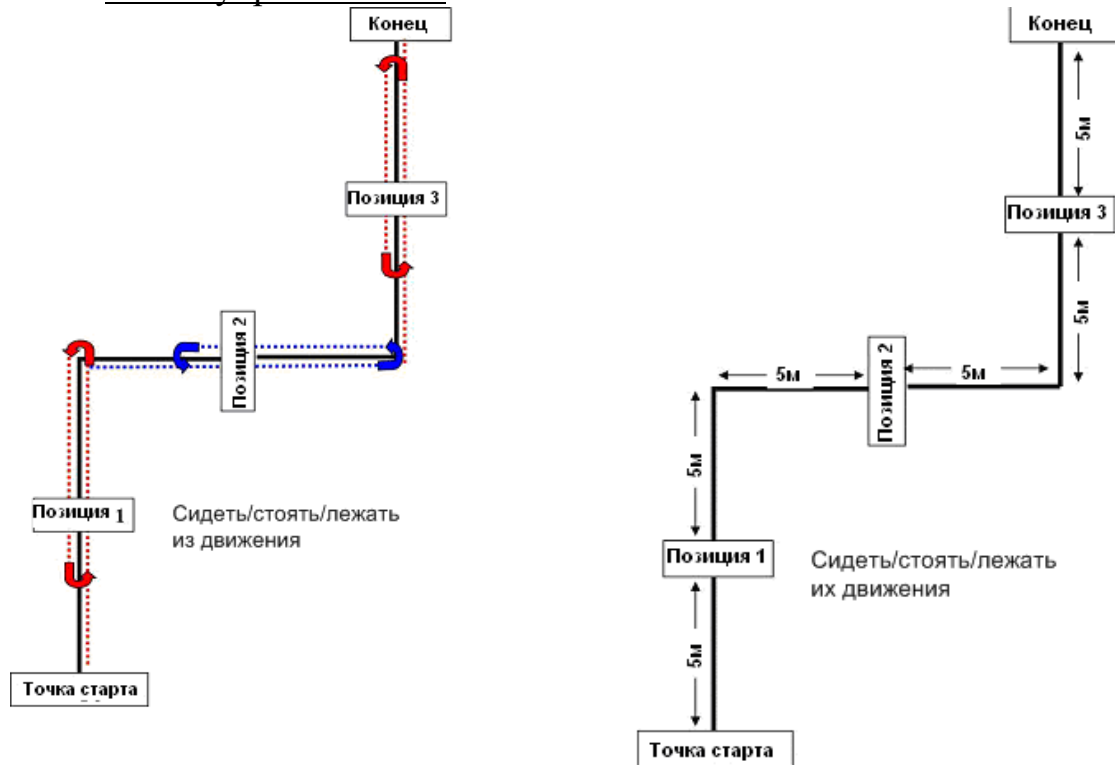 Конец
Позиция 3
Позиция 2
Позиция 1
Сидеть/стоять/лежать
из движения
Точка старта
Конец
5м
Позиция 3
5м
5м
5м
Позиция 2
5м
Позиция 1
Сидеть/стоять/лежать
их движения
5м
Точка старта